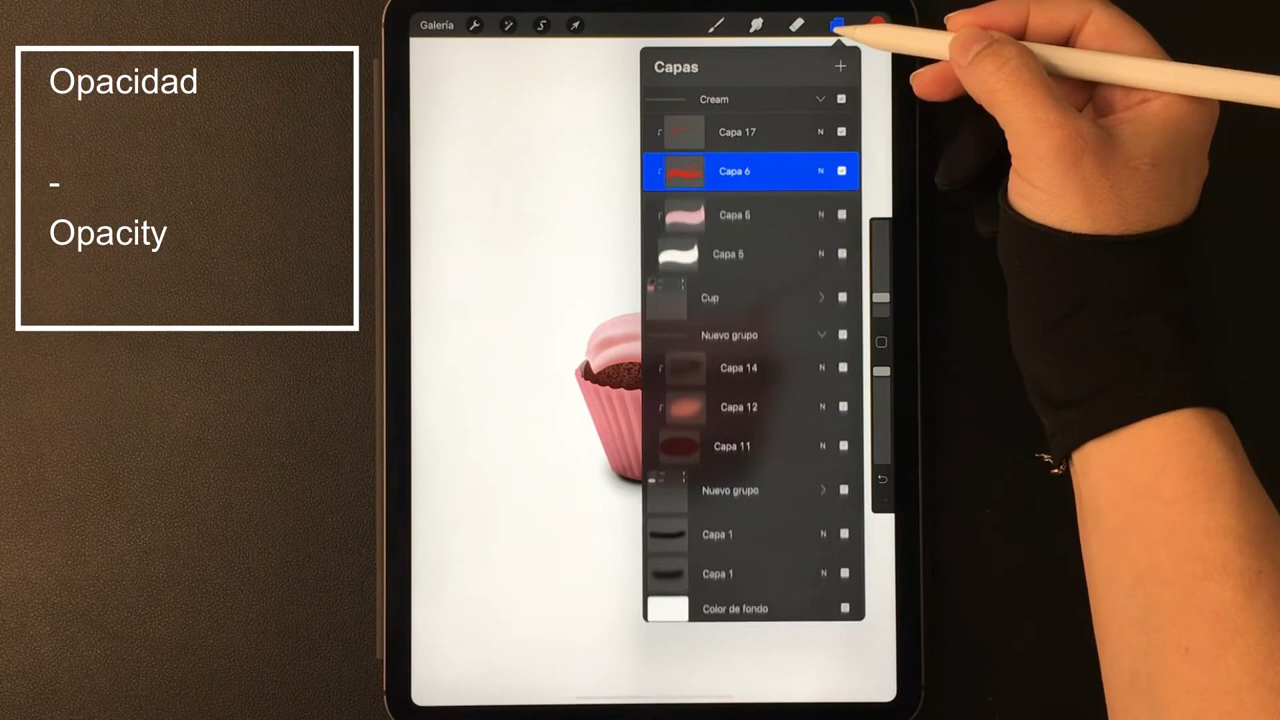 Opacidad
-
Opacity
Galería
Capas
Cream
Capa 17 N
Capa 6 N
Capa 6 N
Capa 5 N
Cup
Nuevo grupo
Capa 14 N
Capa 12 N
Capa 11 N
Nuevo grupo
Capa 1 N
Capa 1 N
Color de fondo